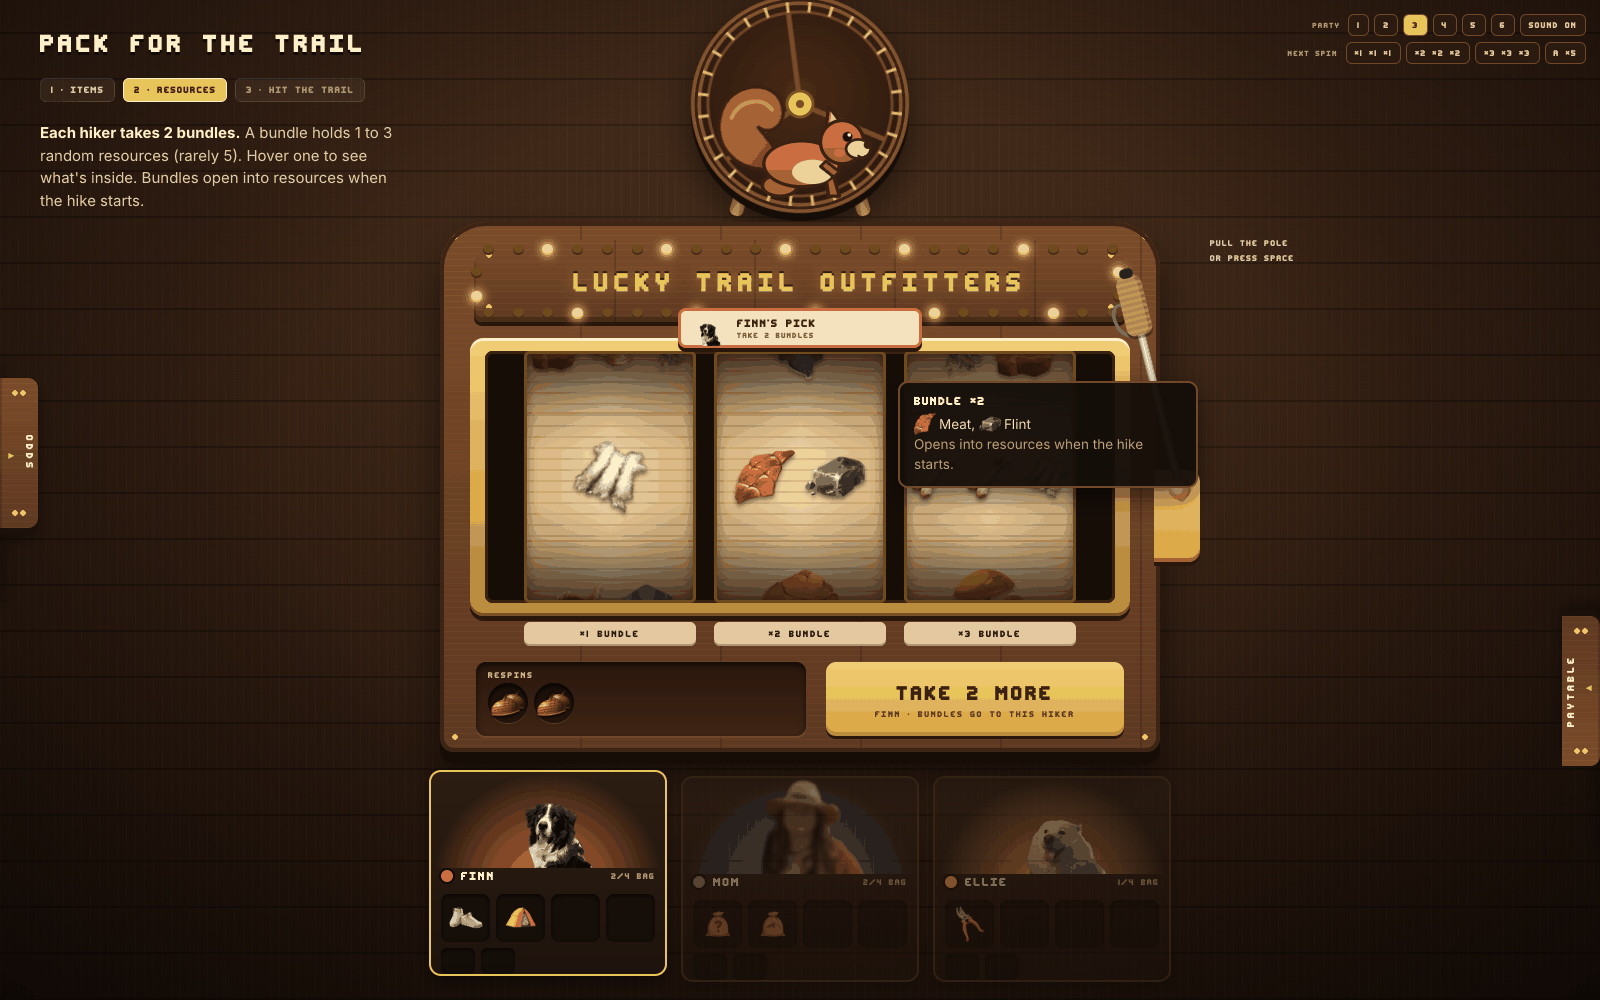 PACK FOR THE TRAIL
1 · ITEMS
2 · RESOURCES
3 · HIT THE TRAIL
Each hiker takes 2 bundles. A bundle holds 1 to 3
random resources (rarely 5). Hover one to see
what's inside. Bundles open into resources when
the hike starts.
PARTY
1
2
3
4
5
6
SOUND ON
NEXT SPIN
×1 ×1 ×1
×2 ×2 ×2
×3 ×3 ×3
A ×5
PULL THE POLE
OR PRESS SPACE
LUCKY TRAIL OUTFITTERS
FINN'S PICK
TAKE 2 BUNDLES
BUNDLE ×2
Meat, Flint
Opens into resources when the hike
starts.
ODDS
×1 BUNDLE
×2 BUNDLE
×3 BUNDLE
RESPINS
TAKE 2 MORE
FINN · BUNDLES GO TO THIS HIKER
PAYTABLE
FINN
2/4 BAG
MOM
2/4 BAG
ELLIE
1/4 BAG